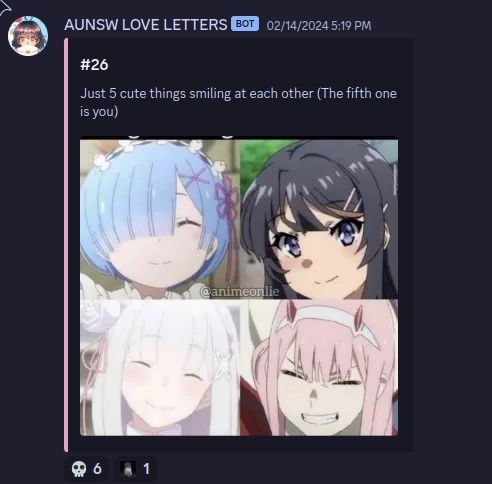 AUNSW LOVE LETTERS BOT 02/14/2024 5:19 PM
#26
Just 5 cute things smiling at each other (The fifth one
is you)
@animeonlie
6 1